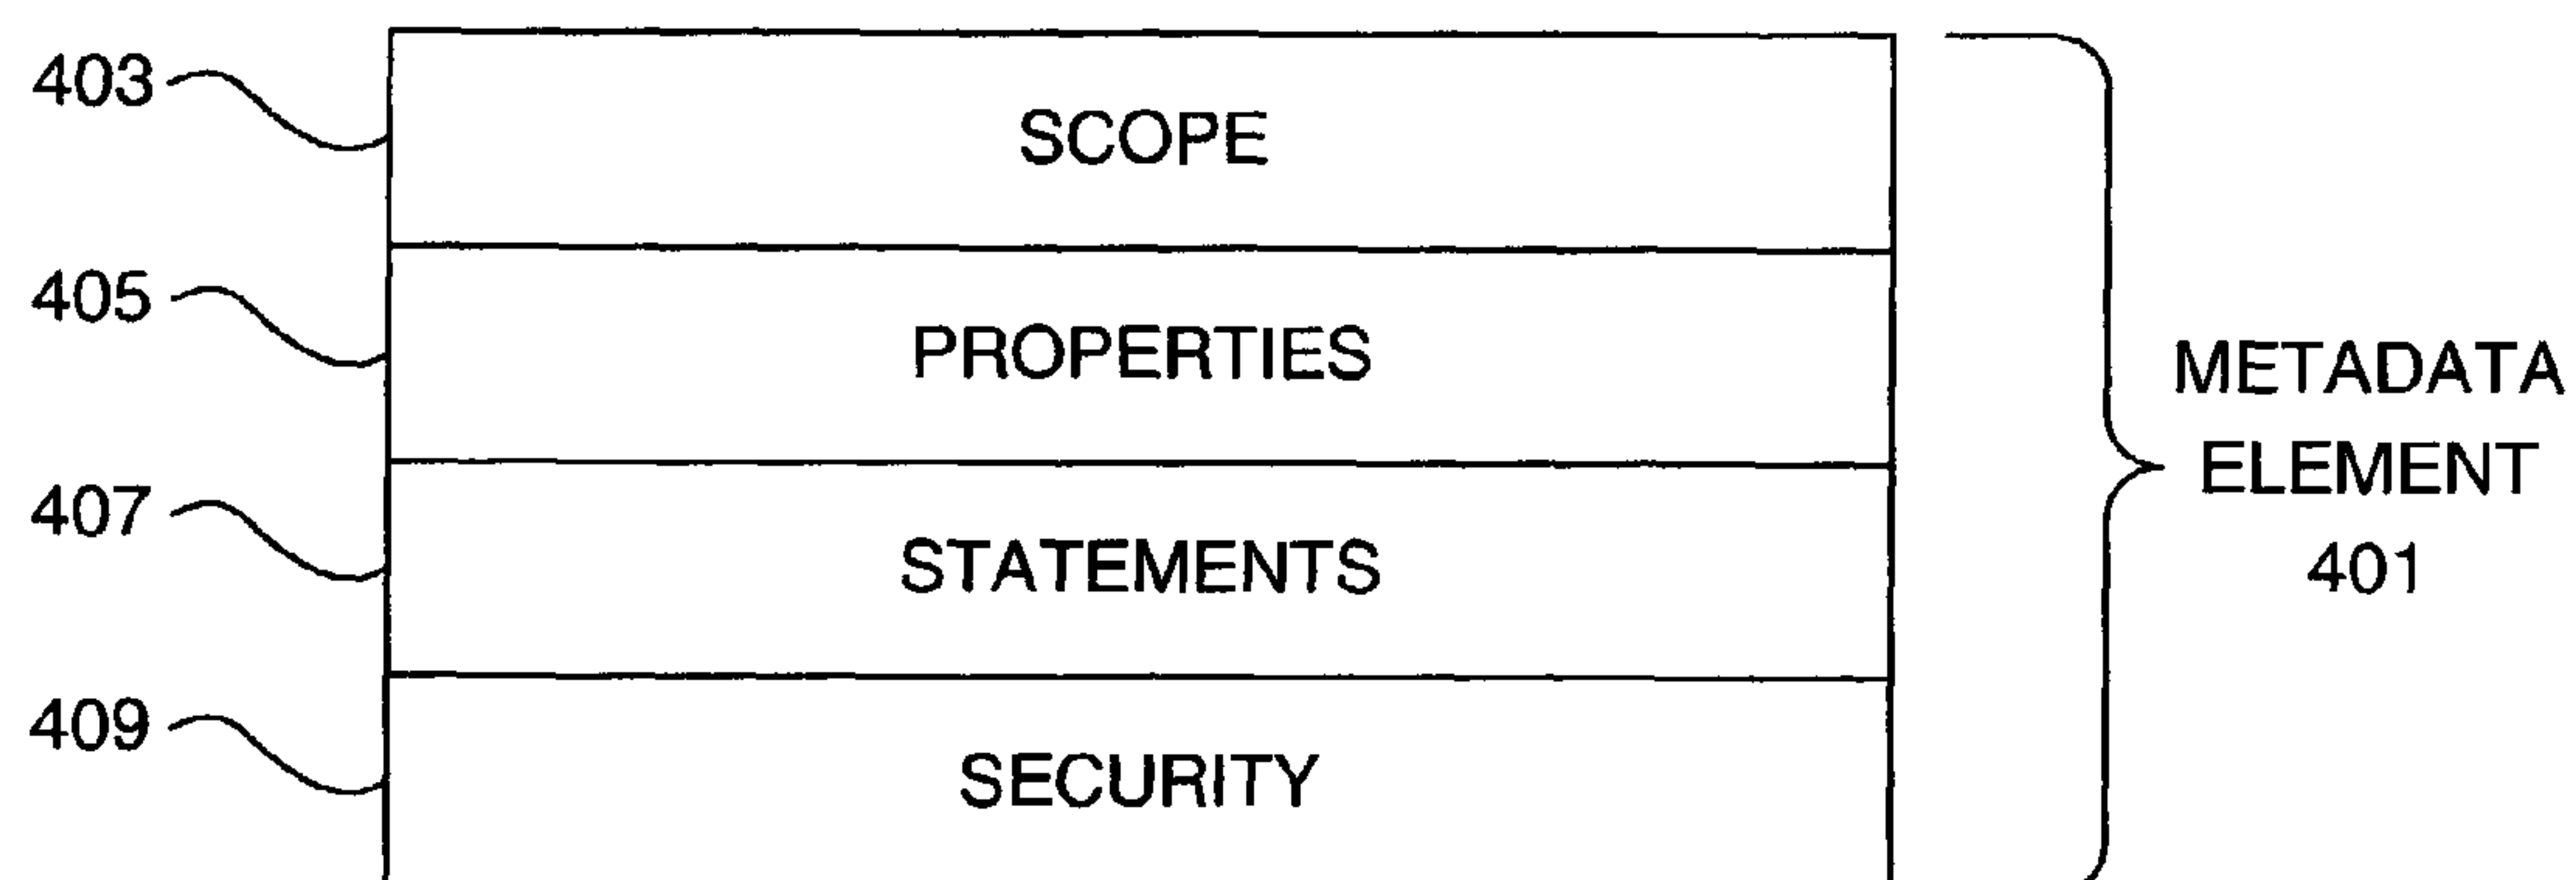 403
SCOPE
405
PROPERTIES
407
STATEMENTS
409
SECURITY
METADATA
ELEMENT
401